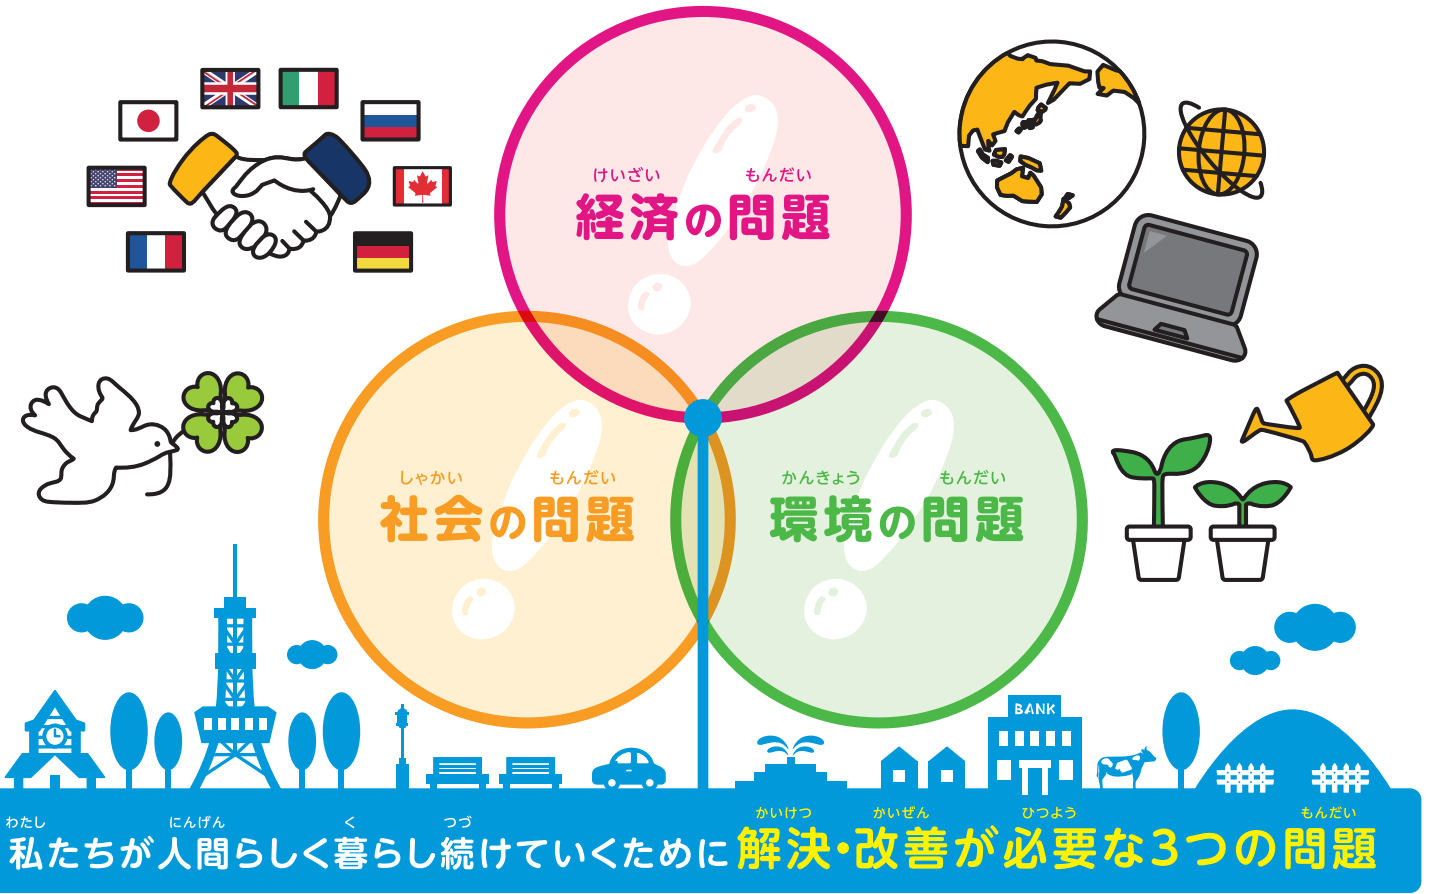 けいざい もんだい
経済の問題
しゃかい もんだい
社会の問題
かんきょう もんだい
環境の問題
BANK
わたし にんげん く つづ かいけつ かいぜん ひつよう もんだい
私たちが人間らしく暮らし続けていくために解決・改善が必要な3つの問題